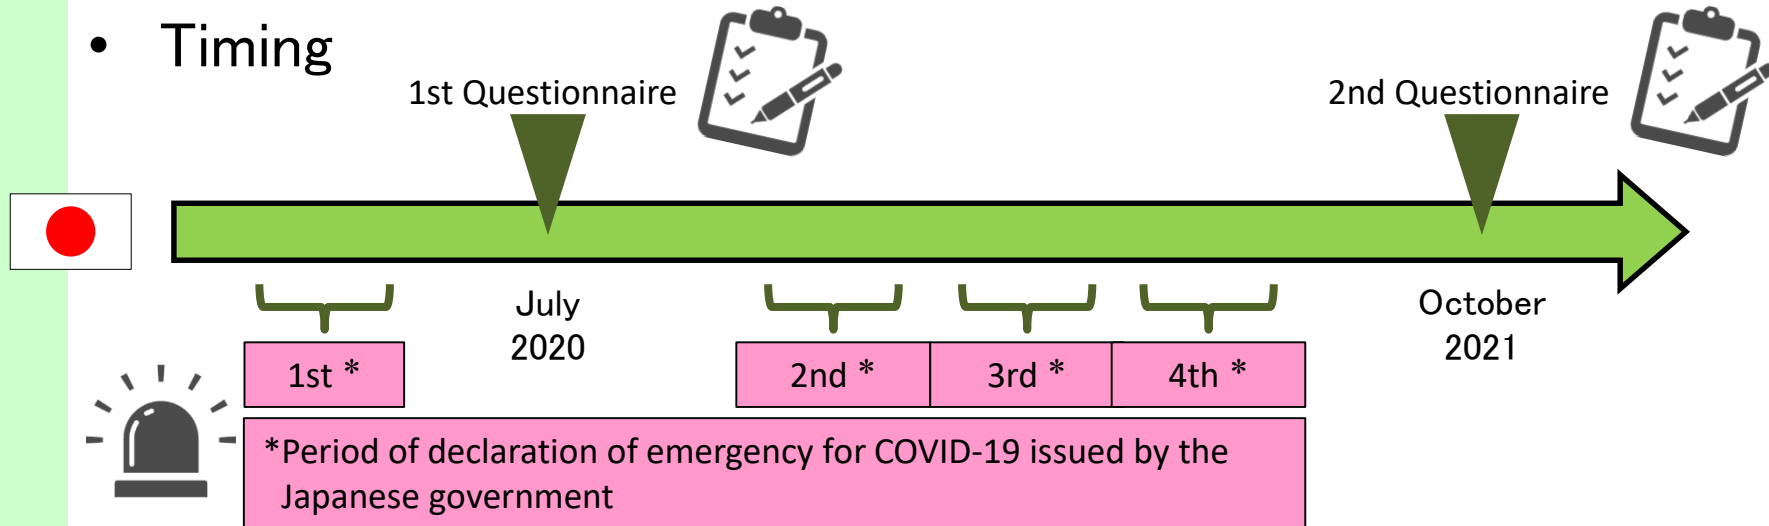 • Timing
1st Questionnaire
2nd Questionnaire
July
2020
October
2021
1st *
2nd *
3rd *
4th *
*Period of declaration of emergency for COVID-19 issued by the
Japanese government